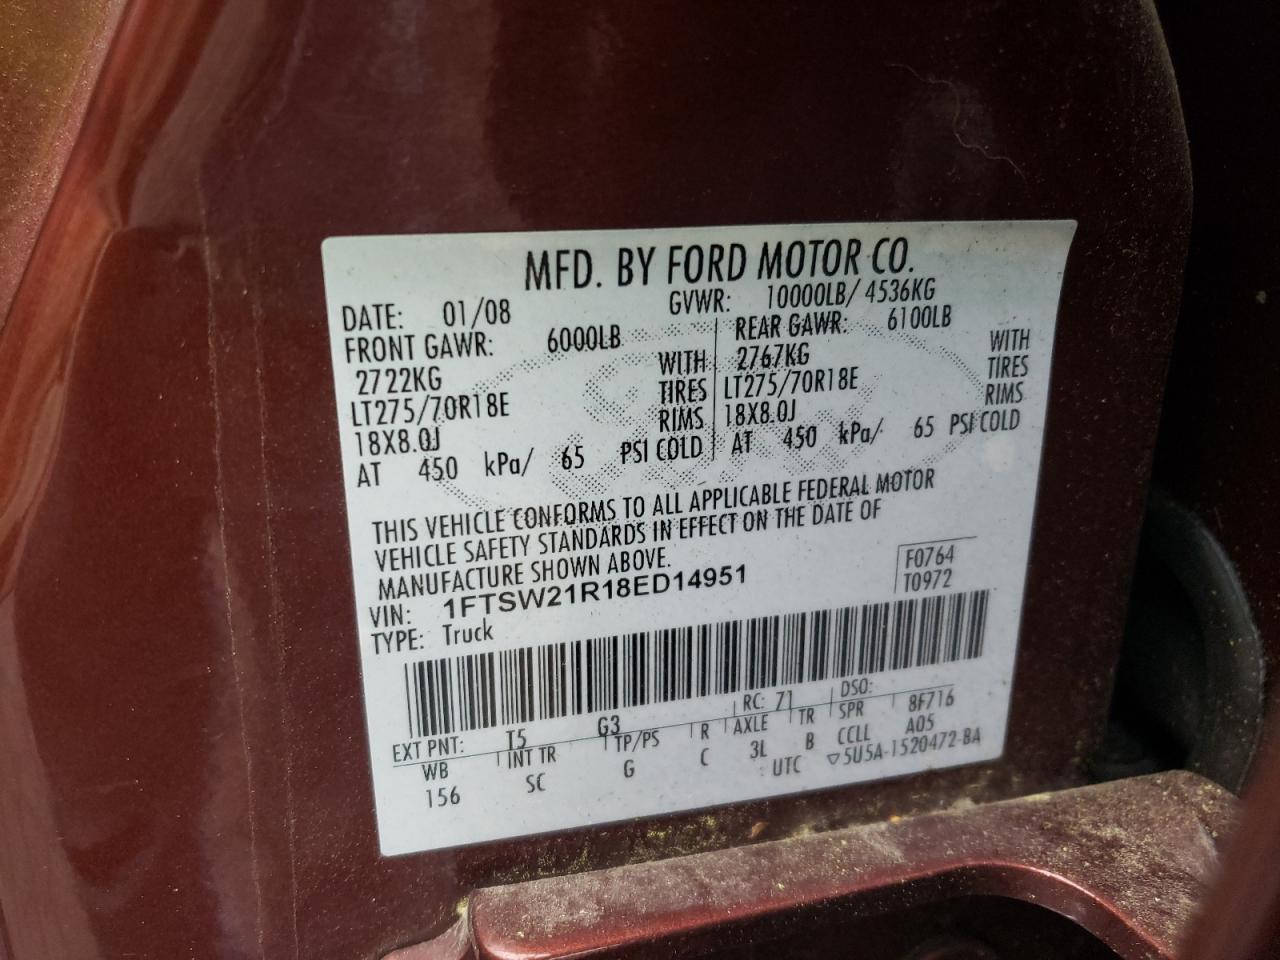 MFD. BY FORD MOTOR CO.
DATE: 01/08 GVWR: 10000LB/ 4536KG
FRONT GAWR: 6000LB REAR GAWR: 6100LB
2722KG WITH 2767KG WITH
LT275/70R18E TIRES LT275/70R18E TIRES
18X8.0J RIMS 18X8.0J RIMS
AT 450 kPa/ 65 PSI COLD AT 450 kPa/ 65 PSI COLD
THIS VEHICLE CONFORMS TO ALL APPLICABLE FEDERAL MOTOR
VEHICLE SAFETY STANDARDS IN EFFECT ON THE DATE OF
MANUFACTURE SHOWN ABOVE.
VIN: 1FTSW21R18ED14951 F0764
TYPE: Truck T0972
EXT PNT: T5 G3 RC: 71 DSO:
WB INT TR TP/PS R AXLE TR SPR 8F716
156 SC G C 3L B CCLL A05
UTC ▽5U5A-1520472-BA